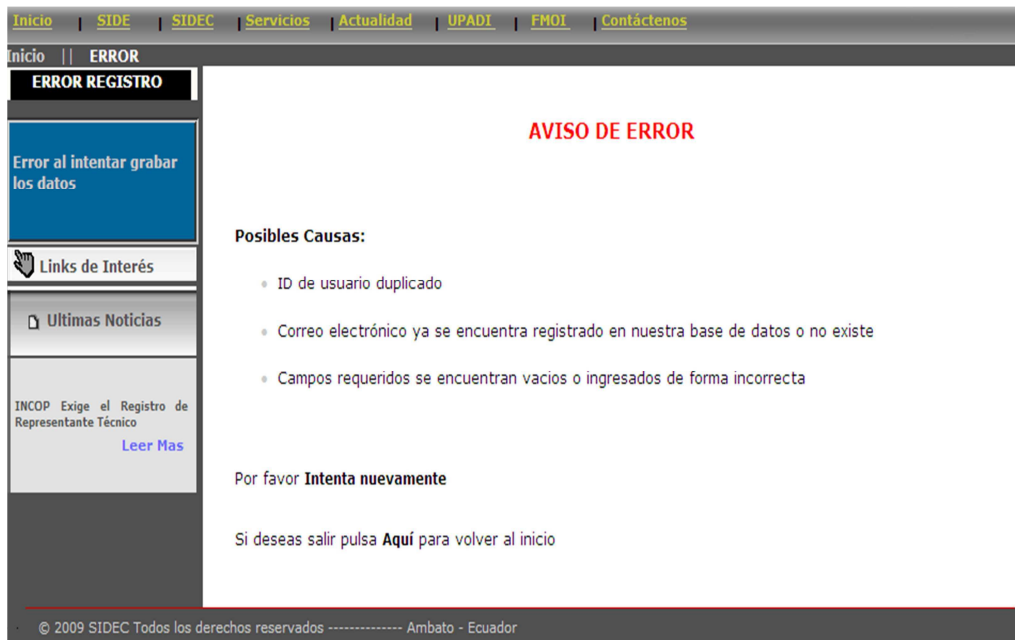 Inicio | SIDE | SIDEC | Servicios | Actualidad | UPADI | FMOI | Contáctenos
Inicio || ERROR
ERROR REGISTRO
Error al intentar grabar
los datos
Links de Interés
Ultimas Noticias
INCOP Exige el Registro de
Representante Técnico
Leer Mas
AVISO DE ERROR
Posibles Causas:
ID de usuario duplicado
Correo electrónico ya se encuentra registrado en nuestra base de datos o no existe
Campos requeridos se encuentran vacios o ingresados de forma incorrecta
Por favor Intenta nuevamente
Si deseas salir pulsa Aquí para volver al inicio
© 2009 SIDEC Todos los derechos reservados -------------- Ambato - Ecuador